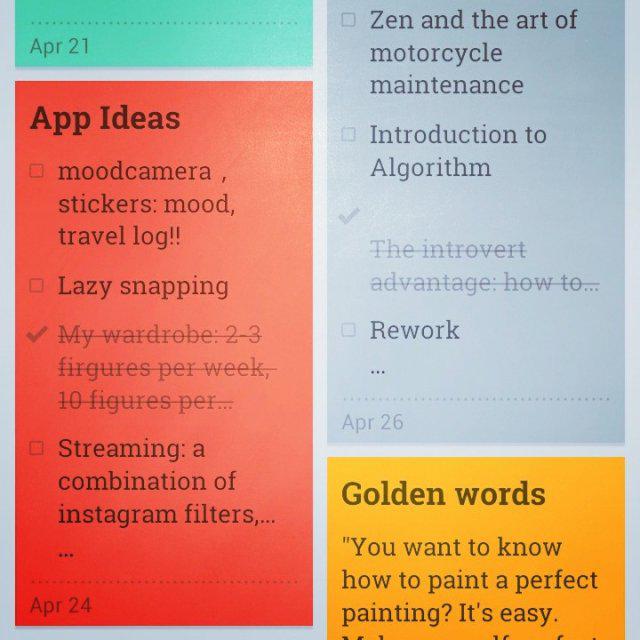 Apr 21
App Ideas
moodcamera ,
stickers: mood,
travel log!!
Lazy snapping
My wardrobe: 2-3
firgures per week,
10 figures per...
Streaming: a
combination of
instagram filters,...
...
Apr 24
Zen and the art of
motorcycle
maintenance
Introduction to
Algorithm
The introvert
advantage: how to...
Rework
...
Apr 26
Golden words
"You want to know
how to paint a perfect
painting? It's easy.